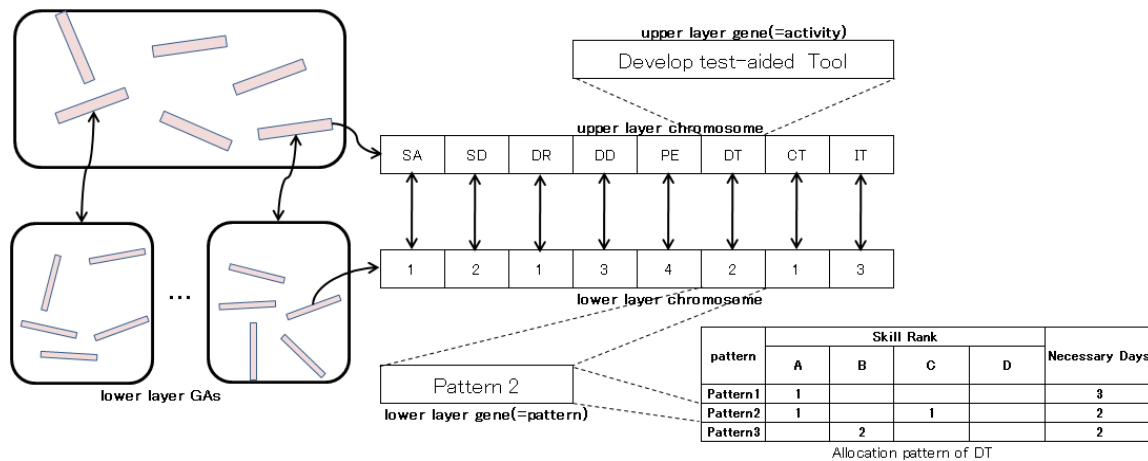 upper layer gene(=activity)
Develop test-aided Tool
upper layer chromosome
SA SD DR DD PE DT CT IT
1 2 1 3 4 2 1 3
lower layer chromosome
...
lower layer GAs
Pattern 2
lower layer gene(=pattern)
pattern Skill Rank Necessary Days
A B C D
Pattern1 1 3
Pattern2 1 1 2
Pattern3 2 2
Allocation pattern of DT